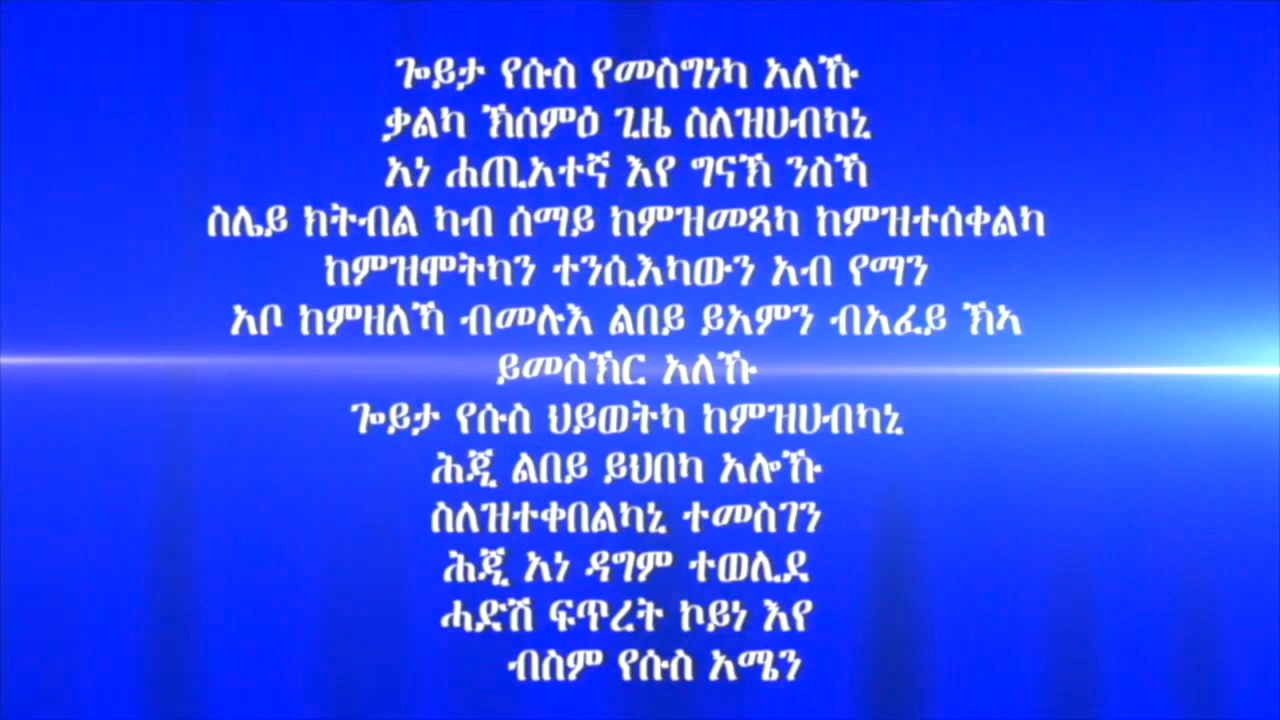 ጐይታ የሱስ የመስግነካ አለኹ
ቃልካ ኽሰምዕ ጊዜ ስለዝሀብካኒ
አነ ሐጢአተኛ እየ ግናኽ ንስኻ
ስሌይ ክትብል ካብ ሰማይ ከምዝመጻካ ከምዝተሰቀልካ
ከምዝሞትካን ተንሲእካውን አብ የማን
አቦ ከምዘለኻ ብመሉእ ልበይ ይአምን ብአፈይ ኽኣ
ይመስኽር አለኹ
ጐይታ የሱስ ህይወትካ ከምዝሀብካኒ
ሕጂ ልበይ ይህበካ አሎኹ
ስለዝተቀበልካኒ ተመስገን
ሕጂ አነ ዳግም ተወሊደ
ሓድሽ ፍጥረት ኮይነ እየ
ብስም የሱስ አሜን